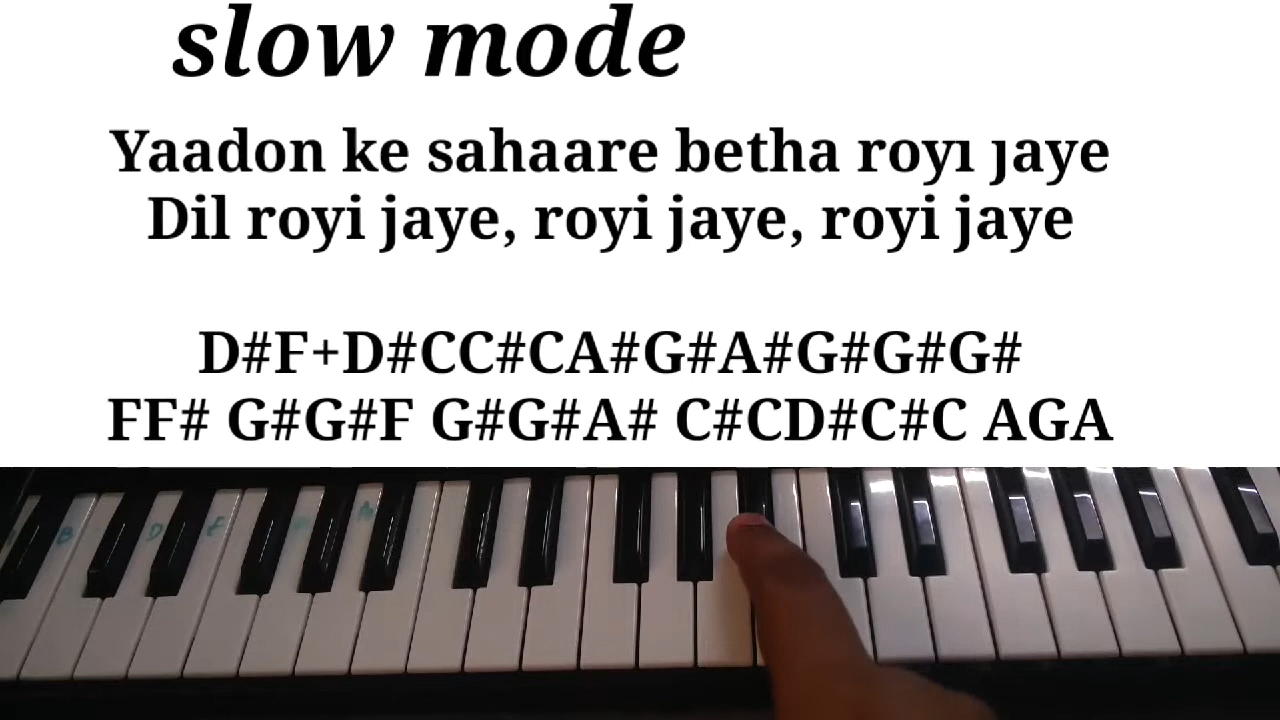 slow mode
Yaadon ke sahaare betha royı ȷaye
Dil royi jaye, royi jaye, royi jaye
D#F+D#CC#CA#G#A#G#G#G#
FF# G#G#F G#G#A# C#CD#C#C AGA
B D E